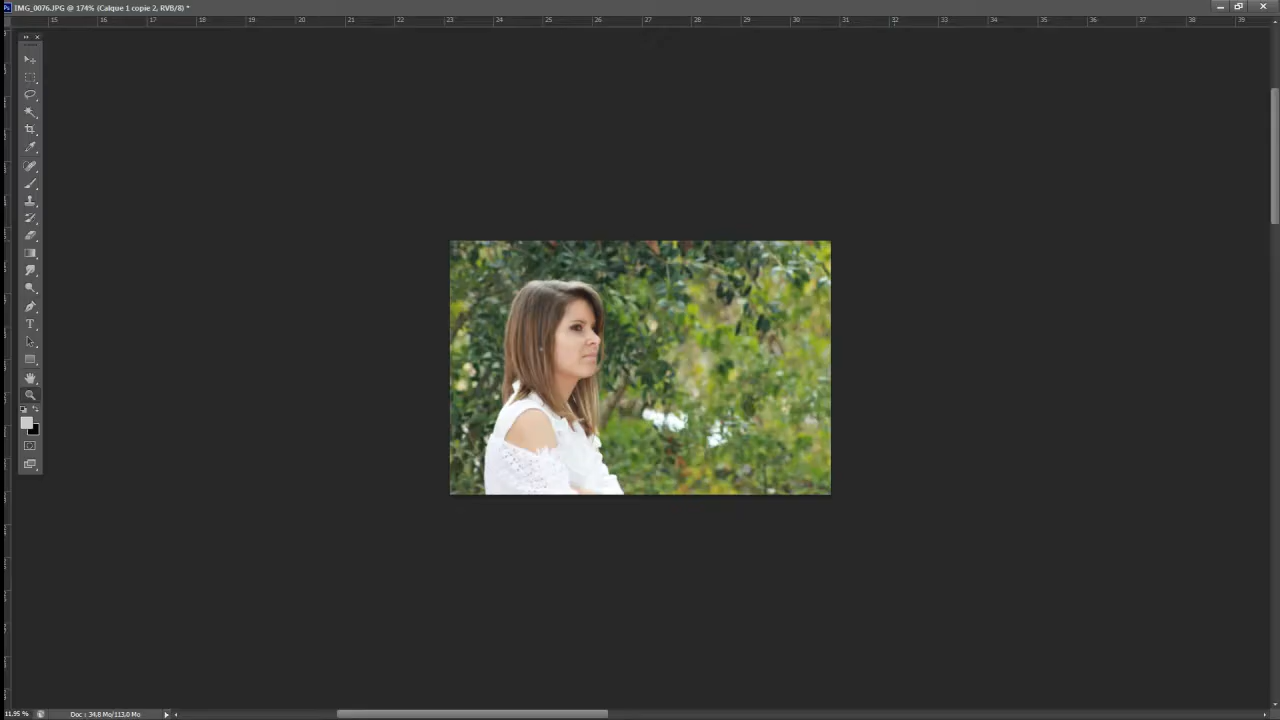 IMG_0076.JPG @ 174% (Calque 1 copie 2, RVB/8) *
15 16 17 18 19 20 21 22 23 24 25 26 27 28 29 30 31 32 33 34 35 36 37 38 39
T
11.95 % Doc : 34.8 Mo/113.0 Mo